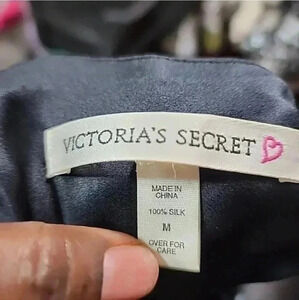 VICTORIA'S SECRET
MADE IN
CHINA
100% SILK
M
OVER FOR
CARE